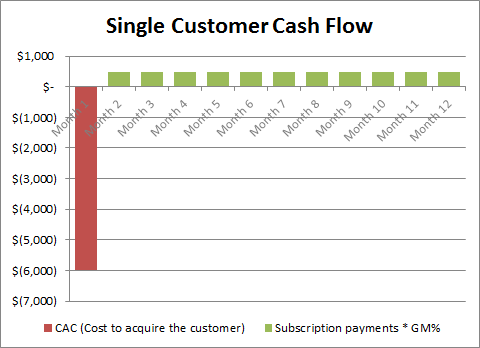 Single Customer Cash Flow
$1,000
$-
$(1,000)
$(2,000)
$(3,000)
$(4,000)
$(5,000)
$(6,000)
$(7,000)
Month 1
Month 2
Month 3
Month 4
Month 5
Month 6
Month 7
Month 8
Month 9
Month 10
Month 11
Month 12
CAC (Cost to acquire the customer)
Subscription payments * GM%